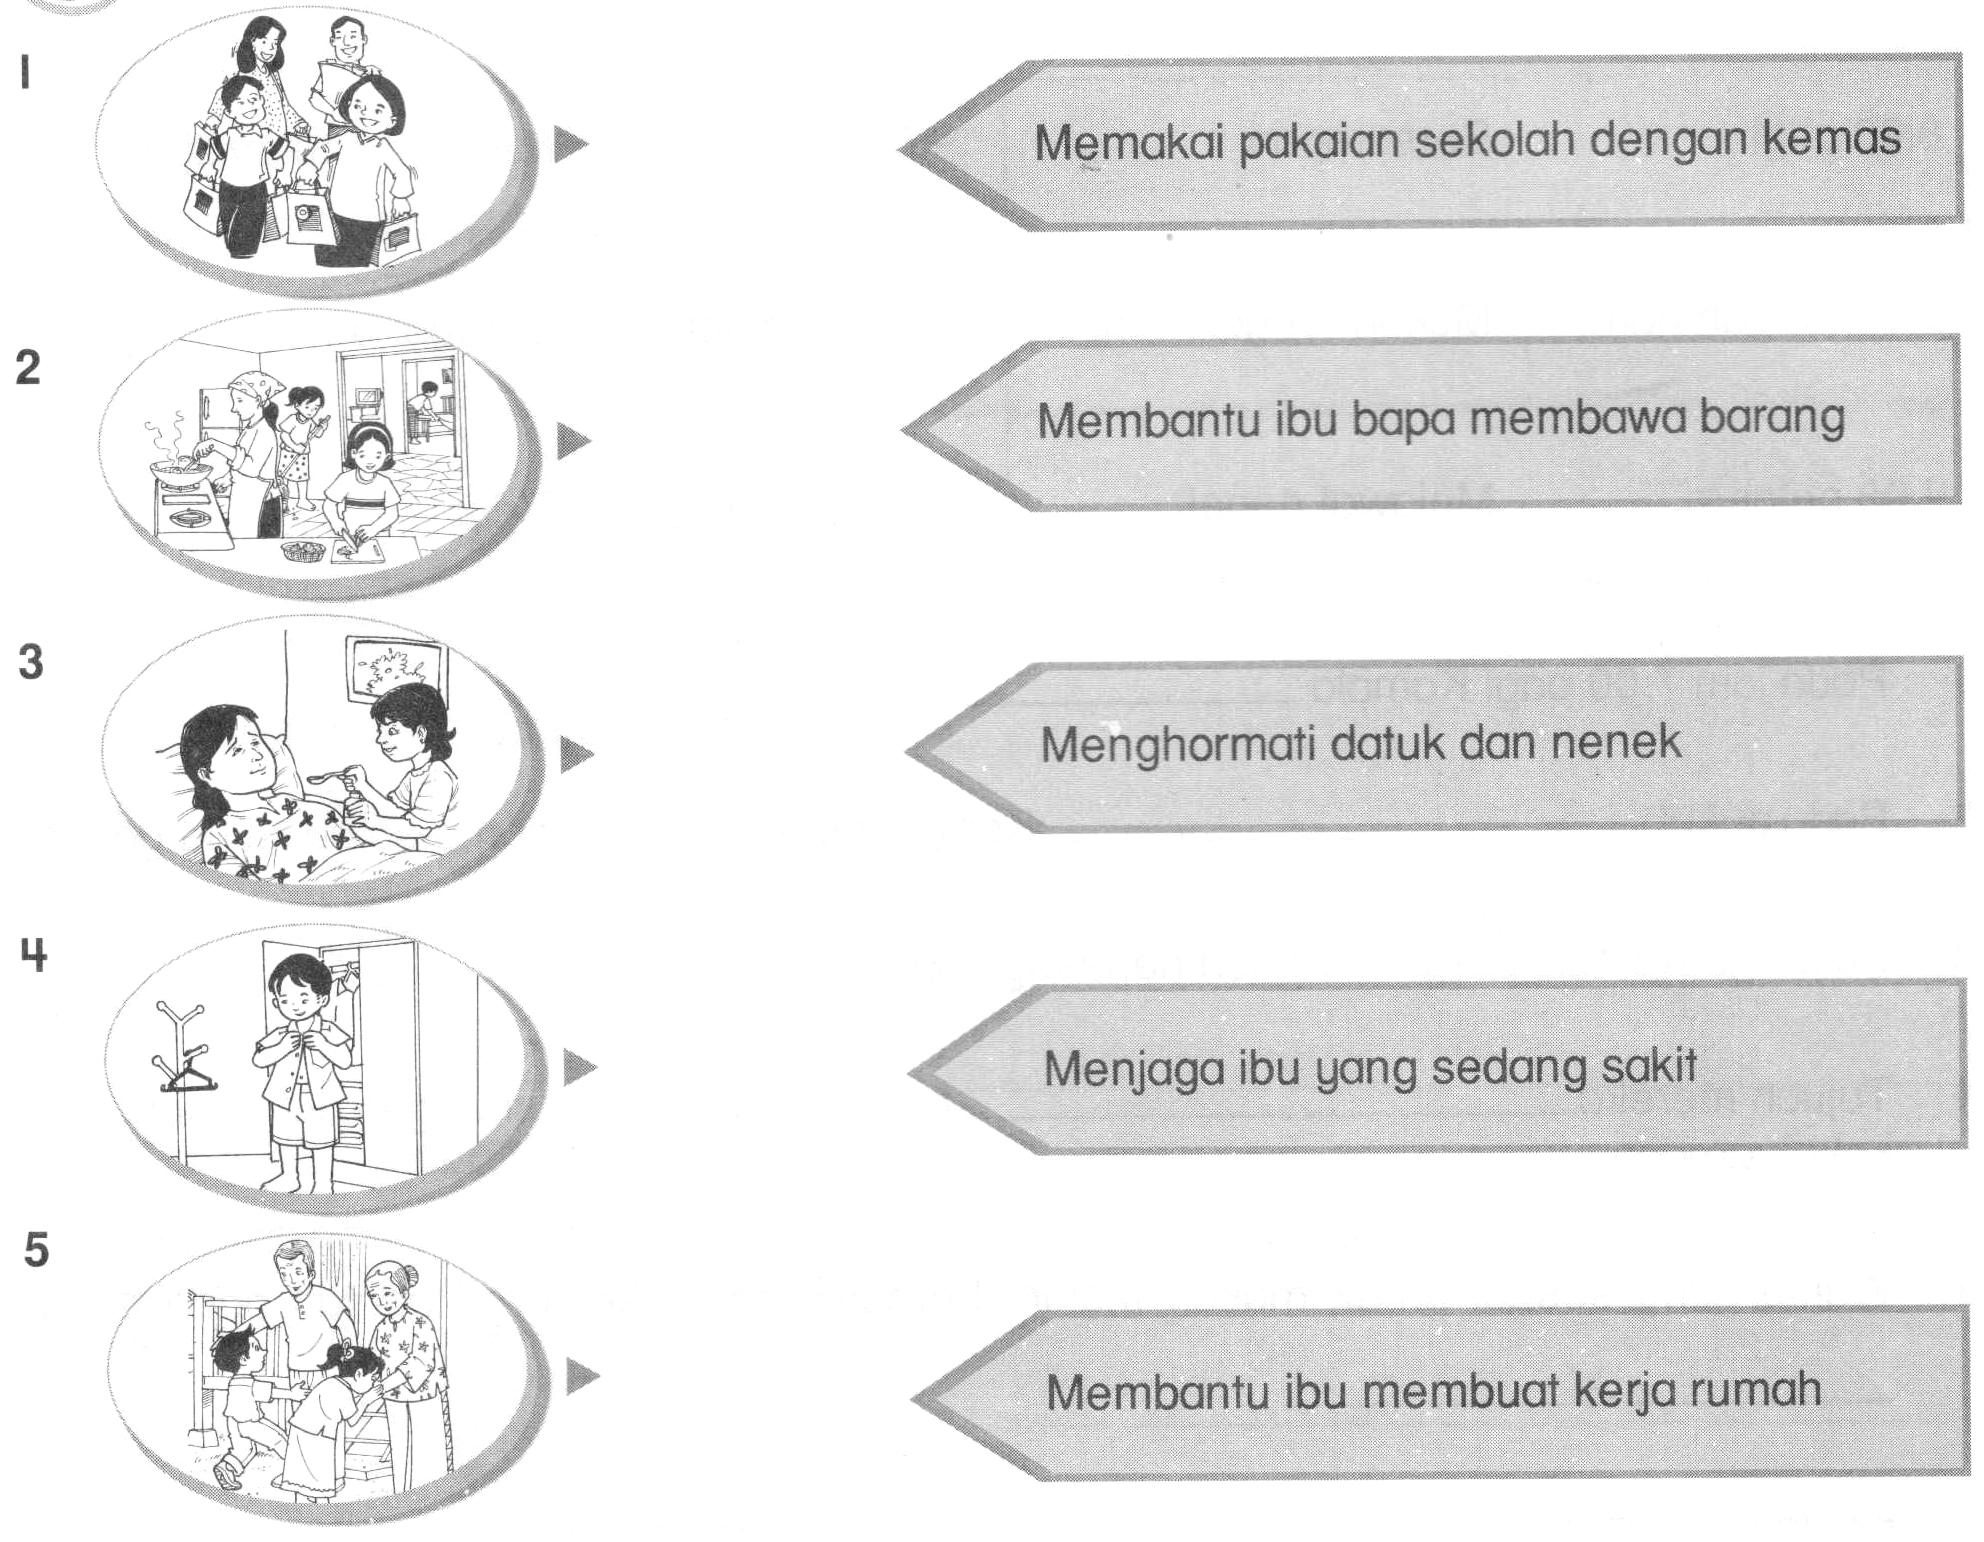 1
Memakai pakaian sekolah dengan kemas
2
Membantu ibu bapa membawa barang
3
Menghormati datuk dan nenek
4
Menjaga ibu yang sedang sakit
5
Membantu ibu membuat kerja rumah